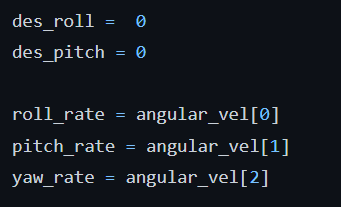 des_roll =  0
des_pitch = 0
roll_rate = angular_vel[0]
pitch_rate = angular_vel[1]
yaw_rate = angular_vel[2]